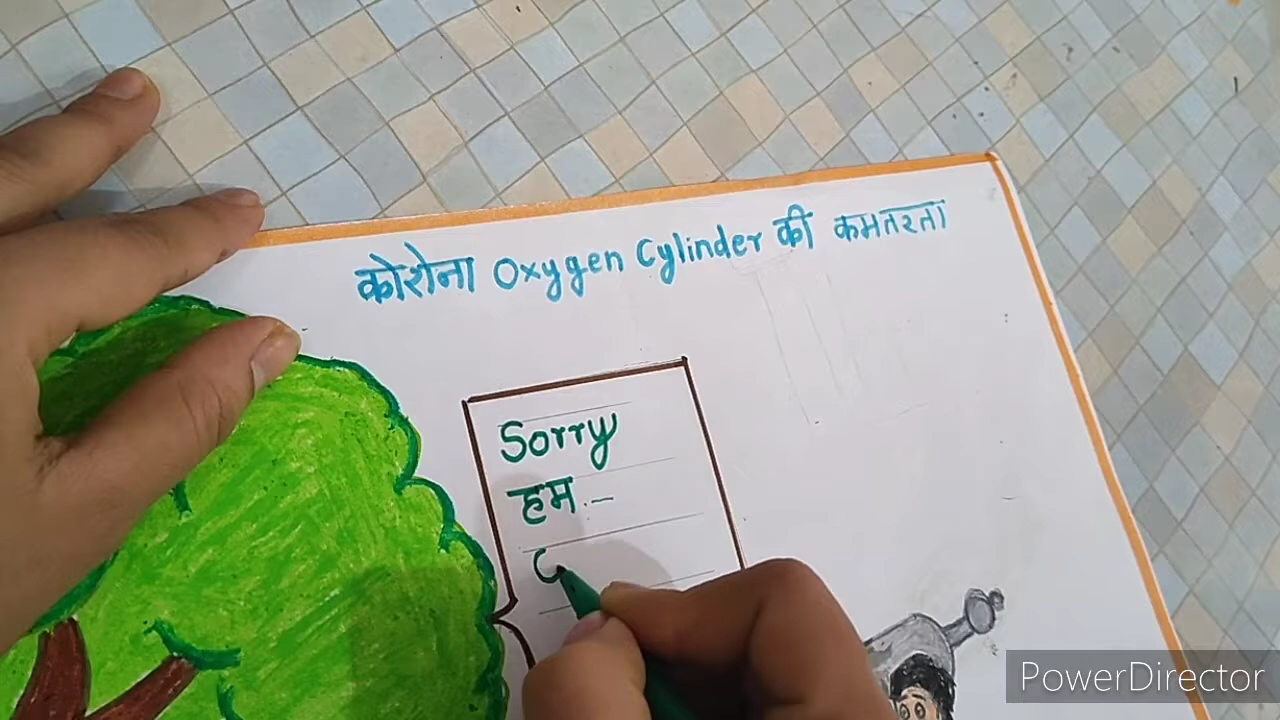 कोरोना Oxygen Cylinder की कमतरता
Sorry
हम -
PowerDirector